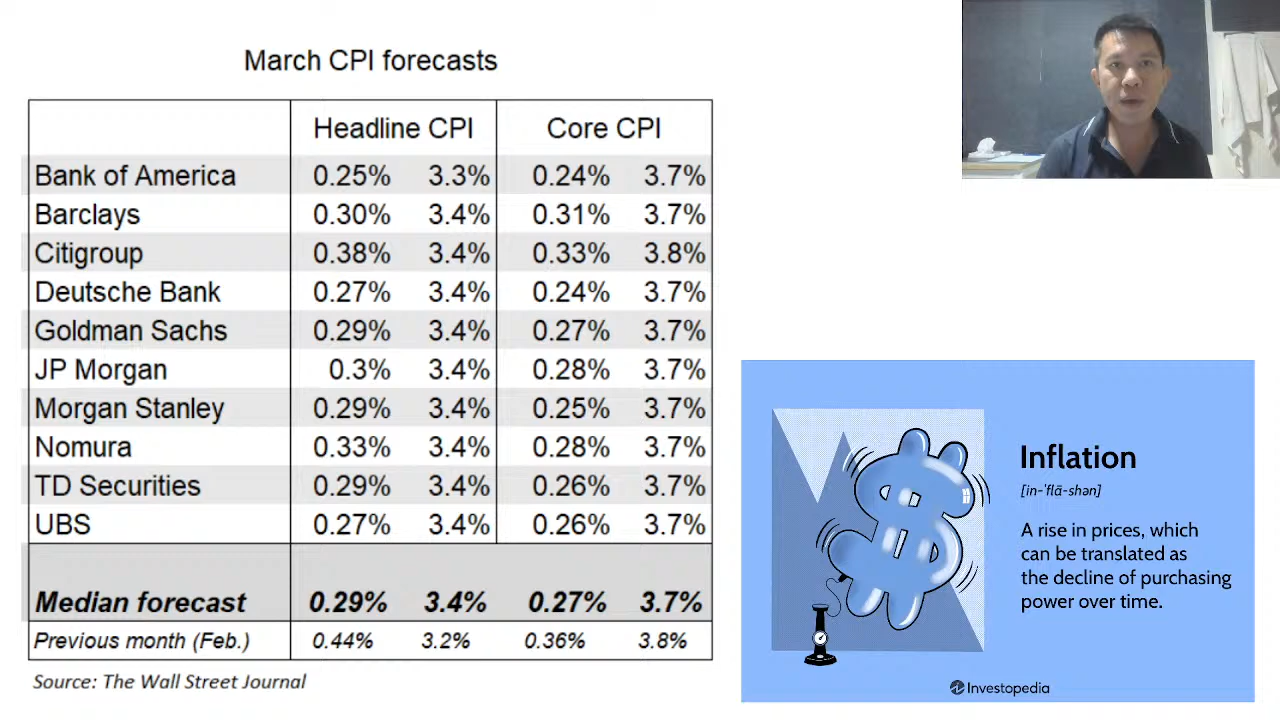 March CPI forecasts
Headline CPI Core CPI
Bank of America 0.25% 3.3% 0.24% 3.7%
Barclays 0.30% 3.4% 0.31% 3.7%
Citigroup 0.38% 3.4% 0.33% 3.8%
Deutsche Bank 0.27% 3.4% 0.24% 3.7%
Goldman Sachs 0.29% 3.4% 0.27% 3.7%
JP Morgan 0.3% 3.4% 0.28% 3.7%
Morgan Stanley 0.29% 3.4% 0.25% 3.7%
Nomura 0.33% 3.4% 0.28% 3.7%
TD Securities 0.29% 3.4% 0.26% 3.7%
UBS 0.27% 3.4% 0.26% 3.7%
Median forecast 0.29% 3.4% 0.27% 3.7%
Previous month (Feb.) 0.44% 3.2% 0.36% 3.8%
Source: The Wall Street Journal
Inflation
[in-ˈflā-shən]
A rise in prices, which
can be translated as
the decline of purchasing
power over time.
Investopedia